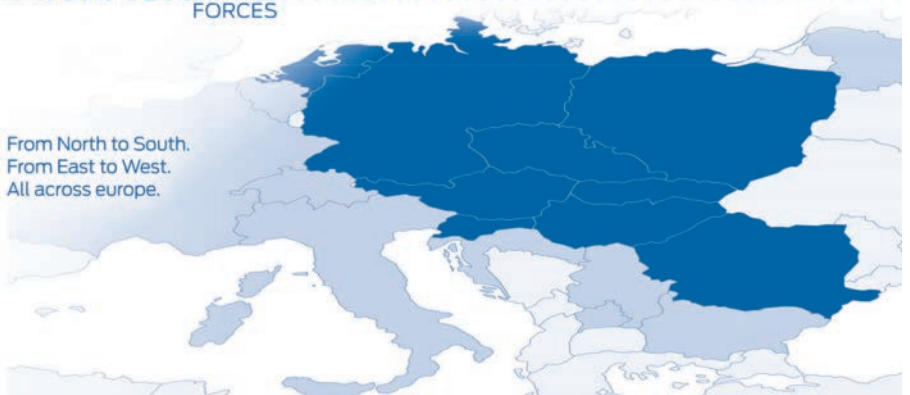 FORCES
From North to South.
From East to West.
All across europe.